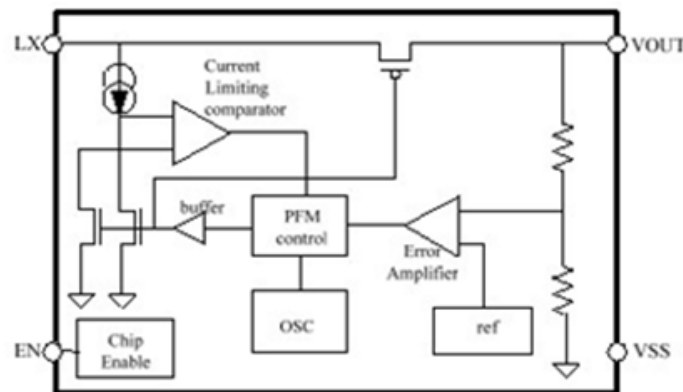 LX
VOUT
Current
Limiting
comparator
buffer
PFM
control
Error
Amplifier
OSC
ref
EN
Chip
Enable
VSS